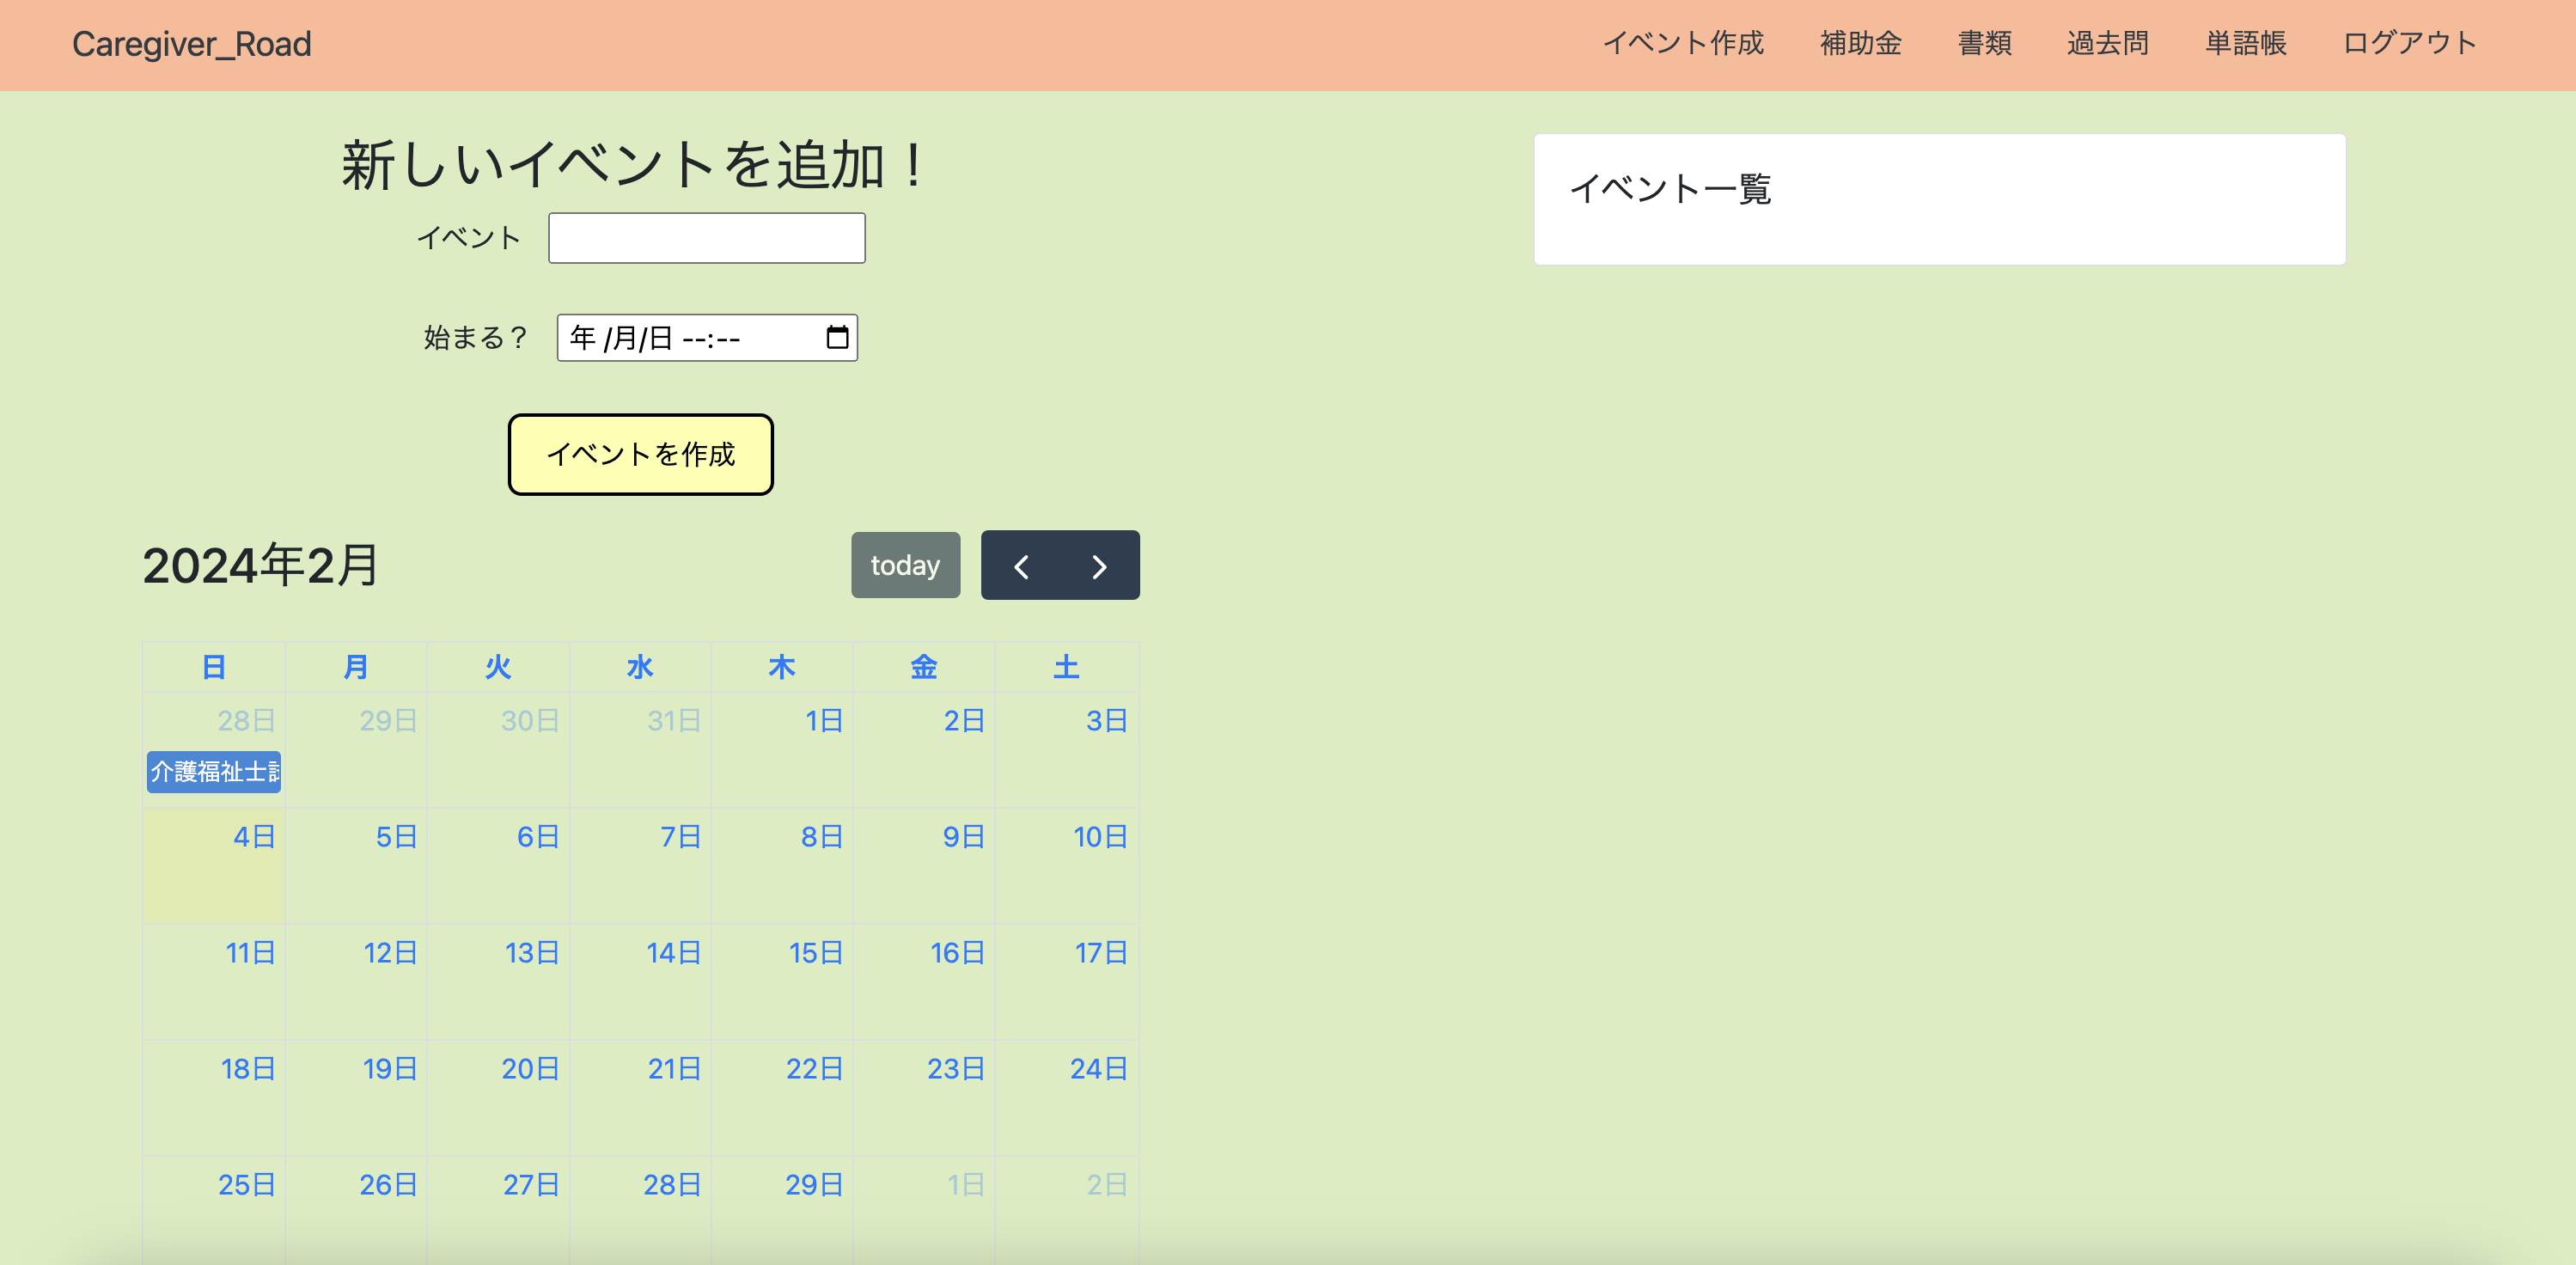 Caregiver_Road
イベント作成 補助金 書類 過去問 単語帳 ログアウト
新しいイベントを追加！
イベント
始まる？ 年 /月/日 --:--
イベントを作成
イベント一覧
2024年2月 today
日 月 火 水 木 金 土
28日 29日 30日 31日 1日 2日 3日
介護福祉士
4日 5日 6日 7日 8日 9日 10日
11日 12日 13日 14日 15日 16日 17日
18日 19日 20日 21日 22日 23日 24日
25日 26日 27日 28日 29日 1日 2日